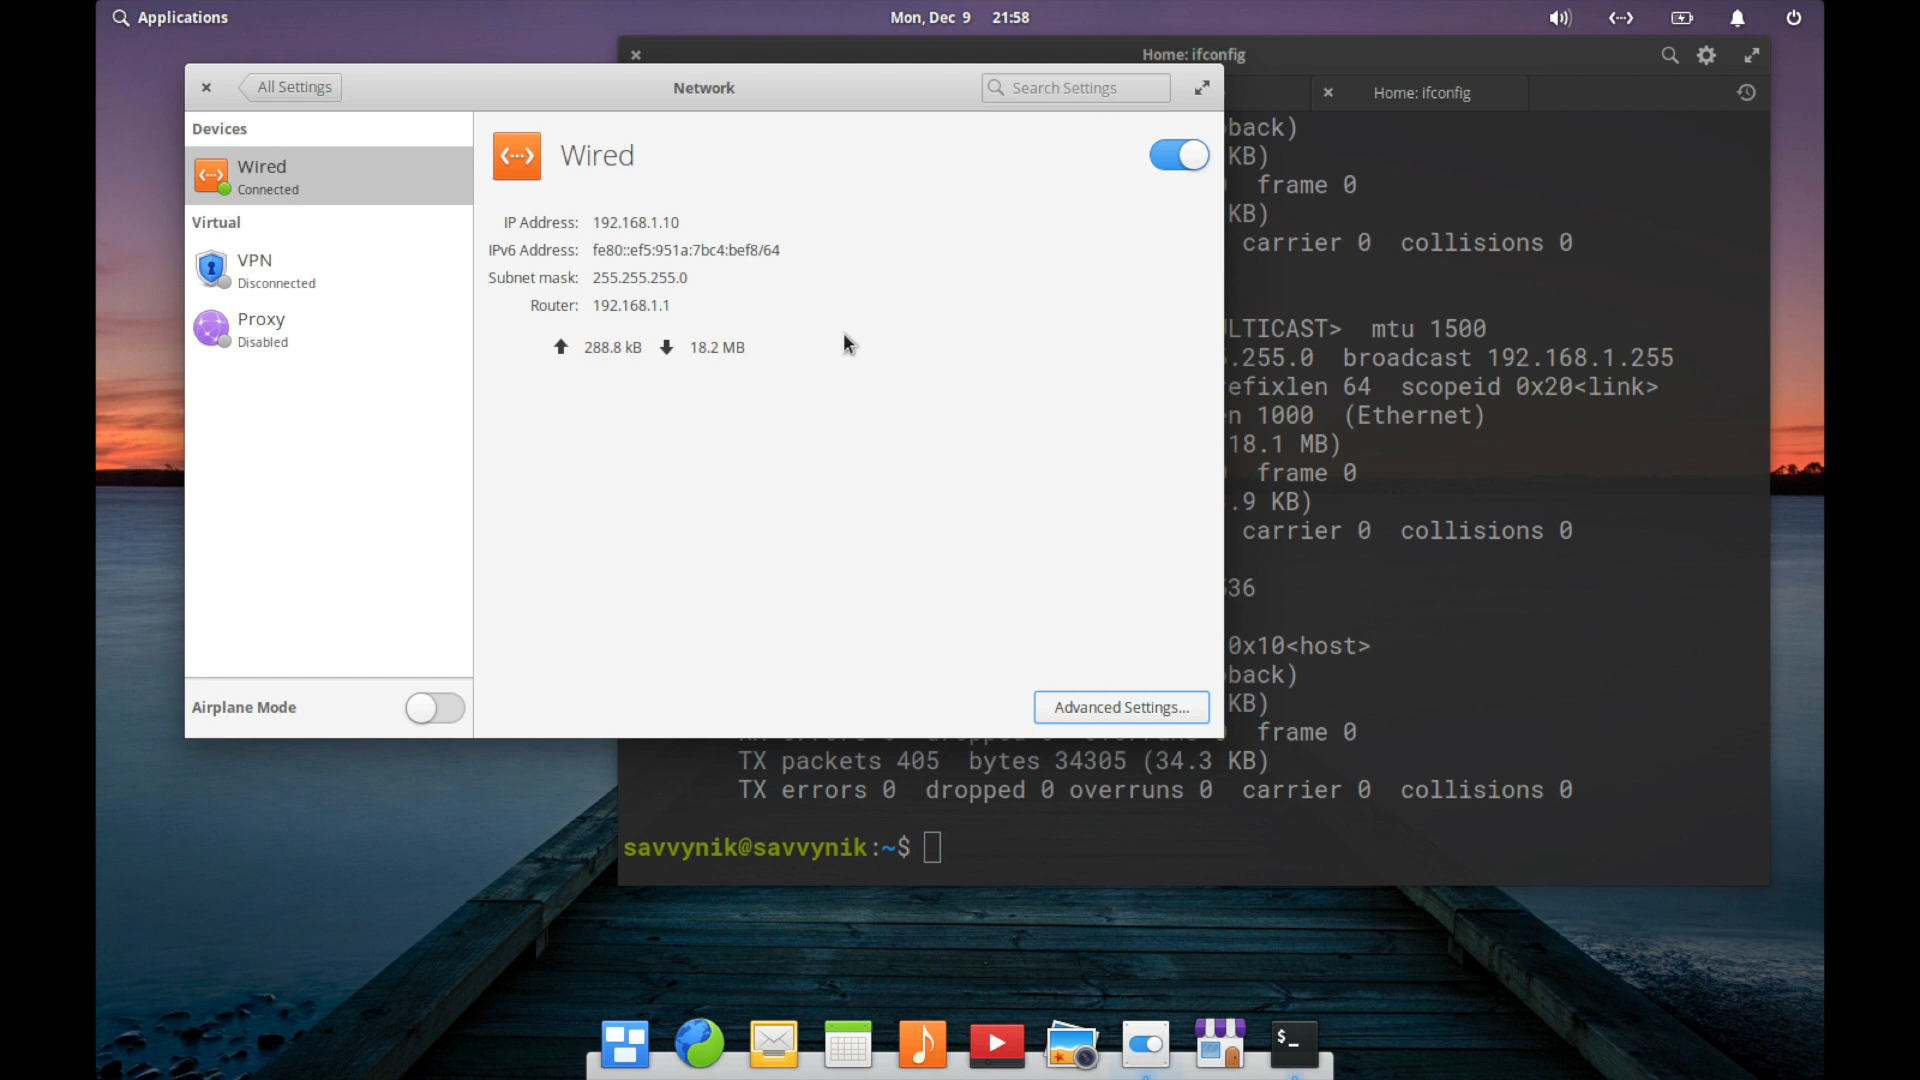 Applications
Mon, Dec 9 21:58
Home: ifconfig
All Settings
Network
Search Settings
Home: ifconfig
Devices
Wired
Connected
Virtual
VPN
Disconnected
Proxy
Disabled
Airplane Mode
Wired
IP Address: 192.168.1.10
IPv6 Address: fe80::ef5:951a:7bc4:bef8/64
Subnet mask: 255.255.255.0
Router: 192.168.1.1
288.8 kB 18.2 MB
Advanced Settings...
back)
KB)
frame 0
KB)
carrier 0 collisions 0
LTICAST> mtu 1500
.255.0 broadcast 192.168.1.255
efixlen 64 scopeid 0x20<link>
n 1000 (Ethernet)
18.1 MB)
frame 0
.9 KB)
carrier 0 collisions 0
536
0x10<host>
back)
KB)
frame 0
TX packets 405 bytes 34305 (34.3 KB)
TX errors 0 dropped 0 overruns 0 carrier 0 collisions 0
savvynik@savvynik:~$
$_